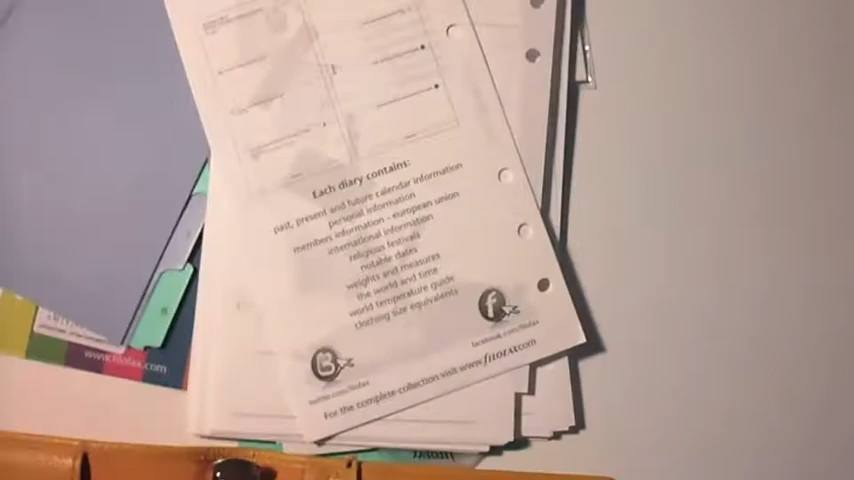 Each diary contains:
past, present and future calendar information
personal information
members information - european union
international information
religious festivals
notable dates
weights and measures
the world and time
world temperature guide
clothing size equivalents
facebook.com/filofax
twitter.com/filofax
For the complete collection visit www.filofax.com
www.filofax.com